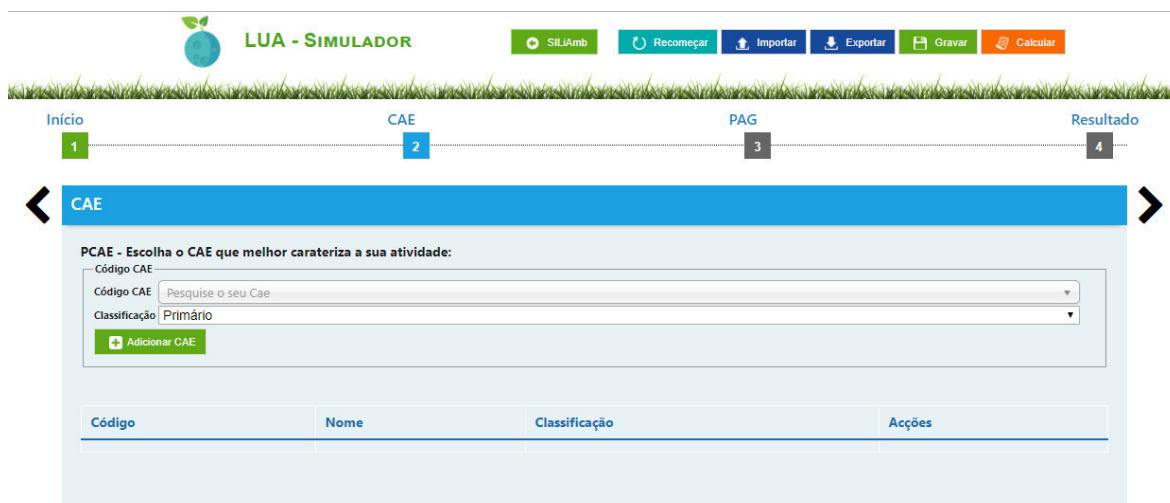 LUA - SIMULADOR
SILiAmb
Recomeçar
Importar
Exportar
Gravar
Calcular
Início
CAE
PAG
Resultado
1
2
3
4
CAE
PCAE - Escolha o CAE que melhor carateriza a sua atividade:
Código CAE
Código CAE Pesquise o seu Cae
Classificação Primário
Adicionar CAE
Código Nome Classificação Acções